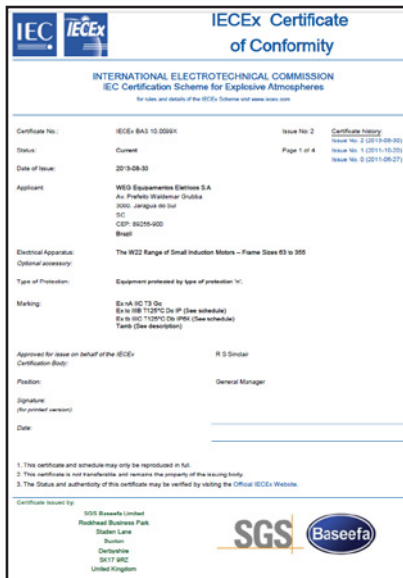 IEC
IECEx
IECEx Certificate
of Conformity
INTERNATIONAL ELECTROTECHNICAL COMMISSION
IEC Certification Scheme for Explosive Atmospheres
for rules and details of the IECEx Scheme visit www.iecex.com
Certificate No.: IECEx BAS 10.0099X Issue No: 2 Certificate history:
Issue No. 2 (2013-08-30)
Status: Current Page 1 of 4 Issue No. 1 (2011-10-20)
Issue No. 0 (2011-06-27)
Date of Issue: 2013-08-30
Applicant: WEG Equipamentos Eletricos S.A
Av. Prefeito Waldemar Grubba
3000, Jaragua do Sul
SC
CEP: 89256-900
Brazil
Electrical Apparatus: The W22 Range of Small Induction Motors – Frame Sizes 63 to 355
Optional accessory:
Type of Protection: Equipment protected by type of protection 'n'.
Marking: Ex nA IIC T3 Gc
Ex tc IIIB T125°C Dc IP (See schedule)
Ex tb IIIC T125°C Db IP6X (See schedule)
Tamb (See description)
Approved for issue on behalf of the IECEx R S Sinclair
Certification Body:
Position: General Manager
Signature:
(for printed version)
Date:
1. This certificate and schedule may only be reproduced in full.
2. This certificate is not transferable and remains the property of the issuing body.
3. The Status and authenticity of this certificate may be verified by visiting the Official IECEx Website.
Certificate issued by:
SGS Baseefa Limited
Rockhead Business Park
Staden Lane
Buxton
Derbyshire
SK17 9RZ
United Kingdom
SGS
Baseefa